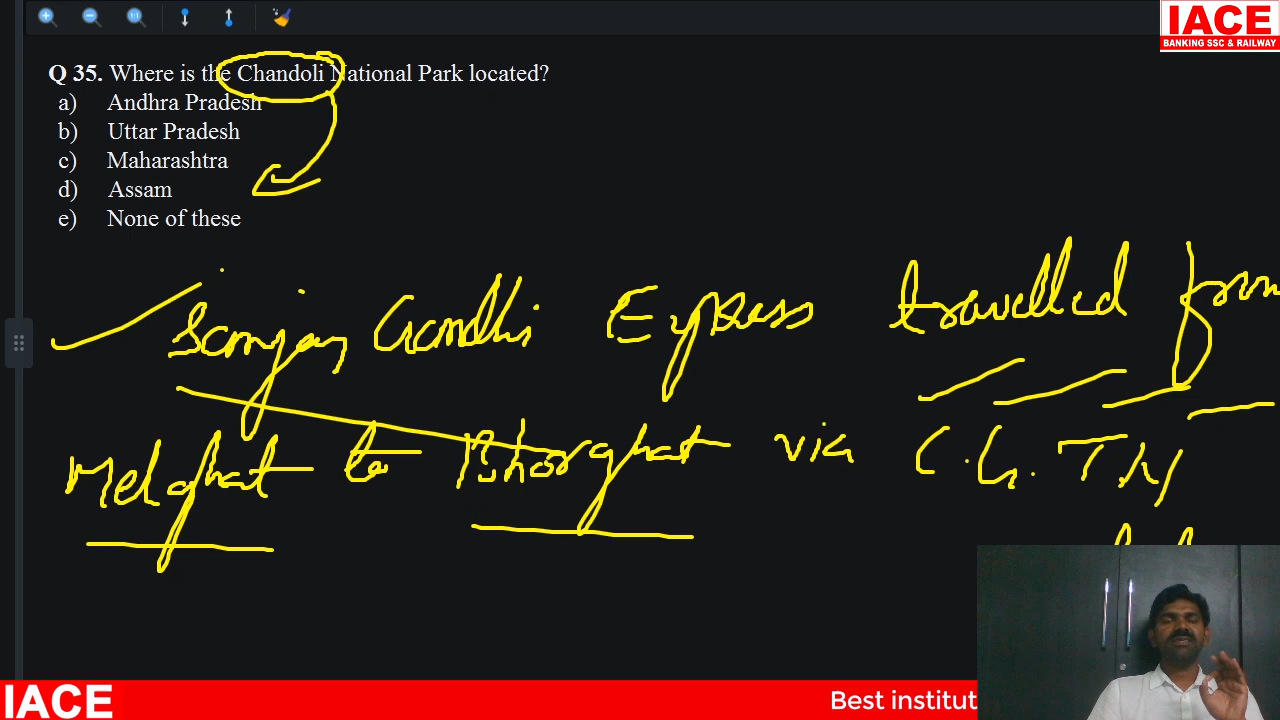 IACE
BANKING SSC & RAILWAY
Q 35. Where is the Chandoli National Park located?
a) Andhra Pradesh
b) Uttar Pradesh
c) Maharashtra
d) Assam
e) None of these
Sanjay Gandhi Express travelled from
Melghat to Bhorghat via C.G.T.N
IACE
Best institut